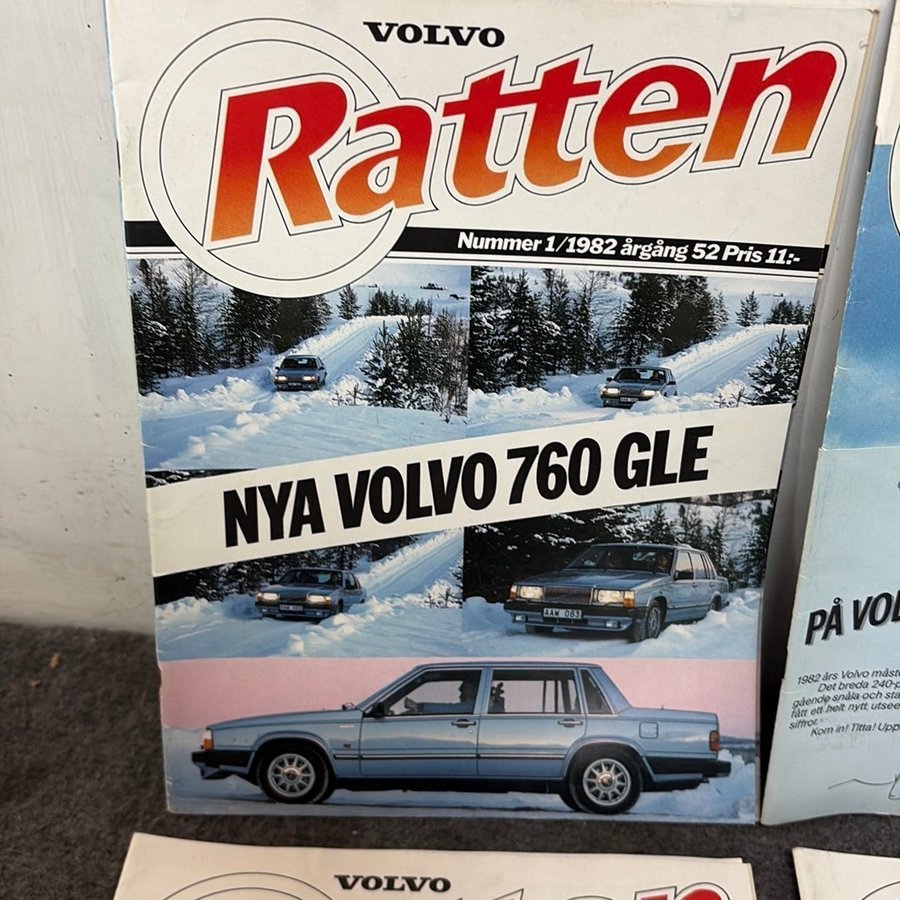 VOLVO
Ratten
Nummer 1/1982 årgång 52 Pris 11:-
NYA VOLVO 760 GLE
AAW 083
PÅ VOL
1982 års Volvo måste
Det breda 240-p
gående snåla och sta
fått ett helt nytt utsee
siffror.
Kom in! Titta! Upp
VOLVO